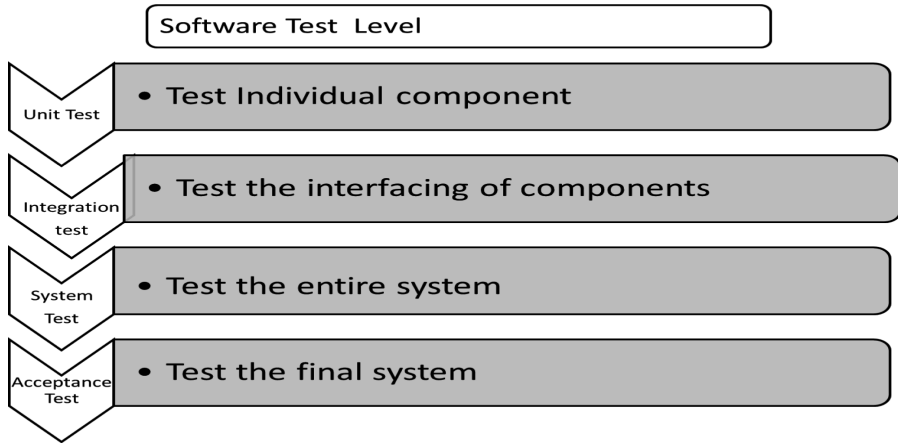 Software Test Level
Unit Test
• Test Individual component
Integration
test
• Test the interfacing of components
System
Test
• Test the entire system
Acceptance
Test
• Test the final system